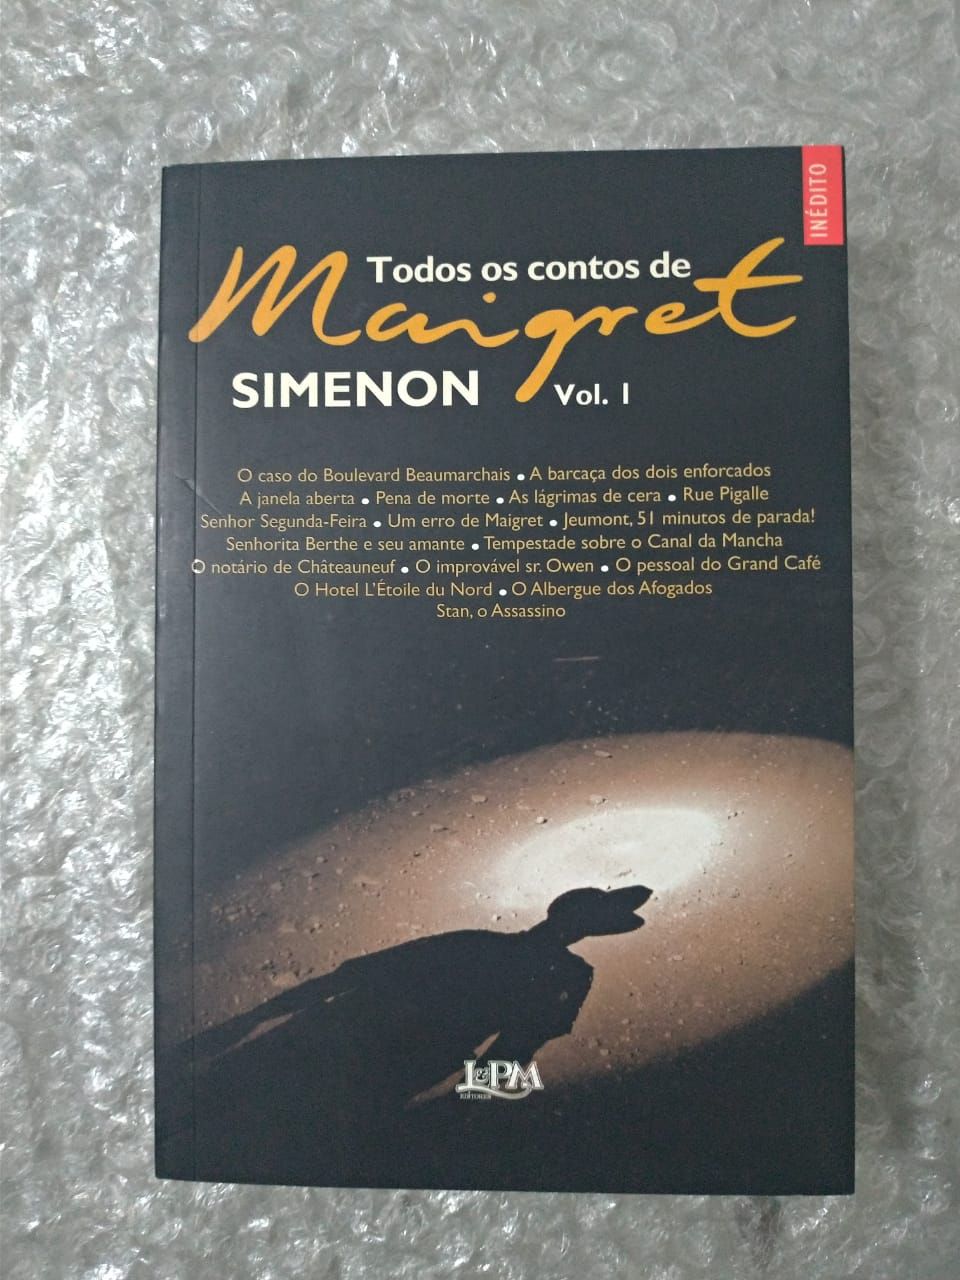 INÉDITO
Todos os contos de
Maigret
SIMENON
Vol. 1
O caso do Boulevard Beaumarchais • A barcaça dos dois enforcados
A janela aberta • Pena de morte • As lágrimas de cera • Rue Pigalle
Senhor Segunda-Feira • Um erro de Maigret • Jeumont, 51 minutos de parada!
Senhorita Berthe e seu amante • Tempestade sobre o Canal da Mancha
O notário de Châteauneuf • O improvável sr. Owen • O pessoal do Grand Café
O Hotel L'Étoile du Nord • O Albergue dos Afogados
Stan, o Assassino
L&PM
EDITORES